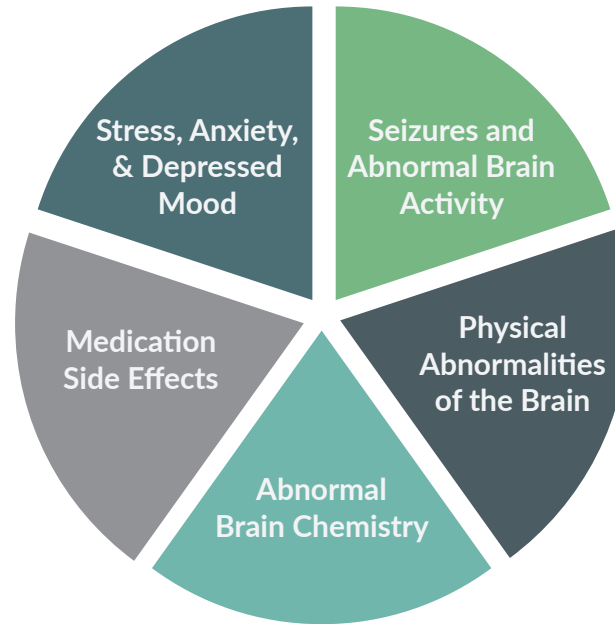 Stress, Anxiety,
& Depressed
Mood
Seizures and
Abnormal Brain
Activity
Physical
Abnormalities
of the Brain
Abnormal
Brain Chemistry
Medication
Side Effects